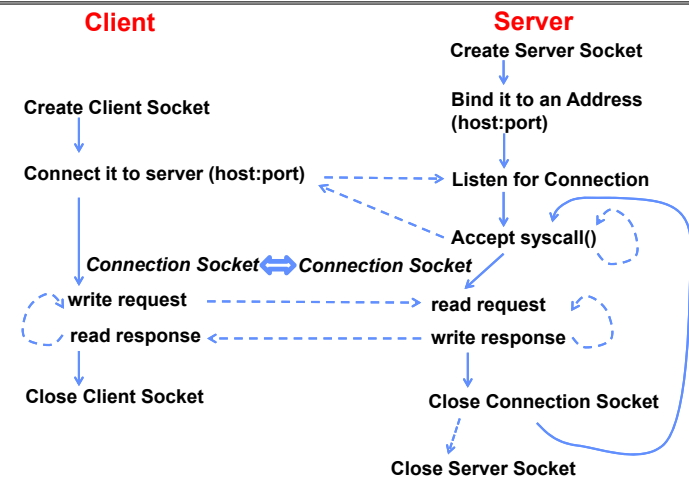 Client
Server
Create Server Socket
Create Client Socket
Bind it to an Address
(host:port)
Connect it to server (host:port)
Listen for Connection
Accept syscall()
Connection Socket
Connection Socket
write request
read request
read response
write response
Close Client Socket
Close Connection Socket
Close Server Socket